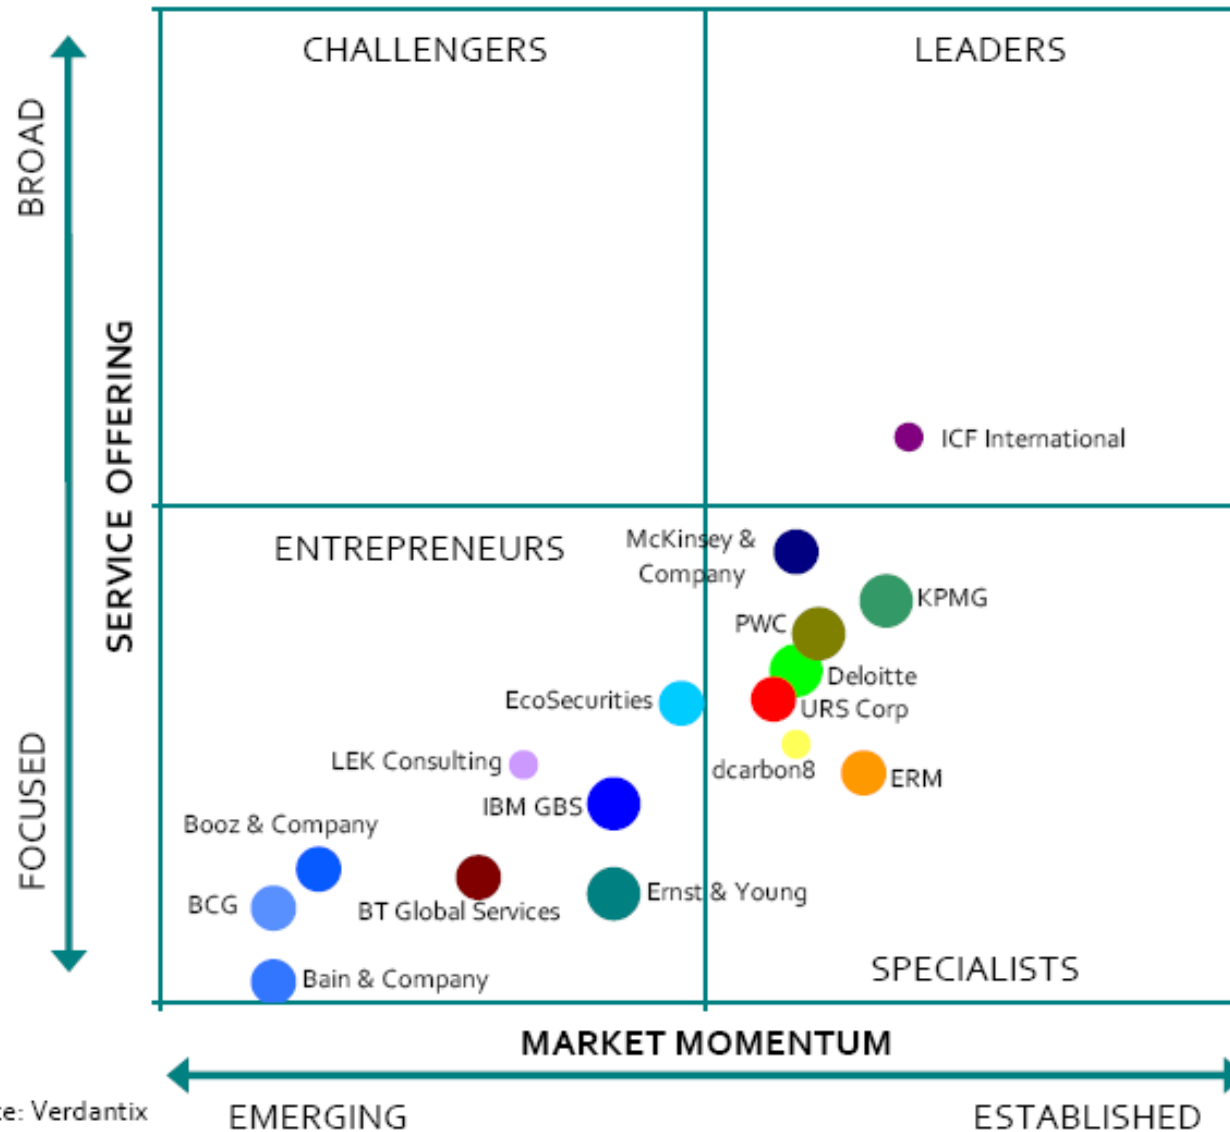 CHALLENGERS
LEADERS
BROAD
SERVICE OFFERING
FOCUSED
ICF International
ENTREPRENEURS
McKinsey &
Company
KPMG
PWC
Deloitte
EcoSecurities
URS Corp
LEK Consulting
dcarbon8
ERM
IBM GBS
Booz & Company
BCG
BT Global Services
Ernst & Young
Bain & Company
SPECIALISTS
MARKET MOMENTUM
: Verdantix
EMERGING
ESTABLISHED